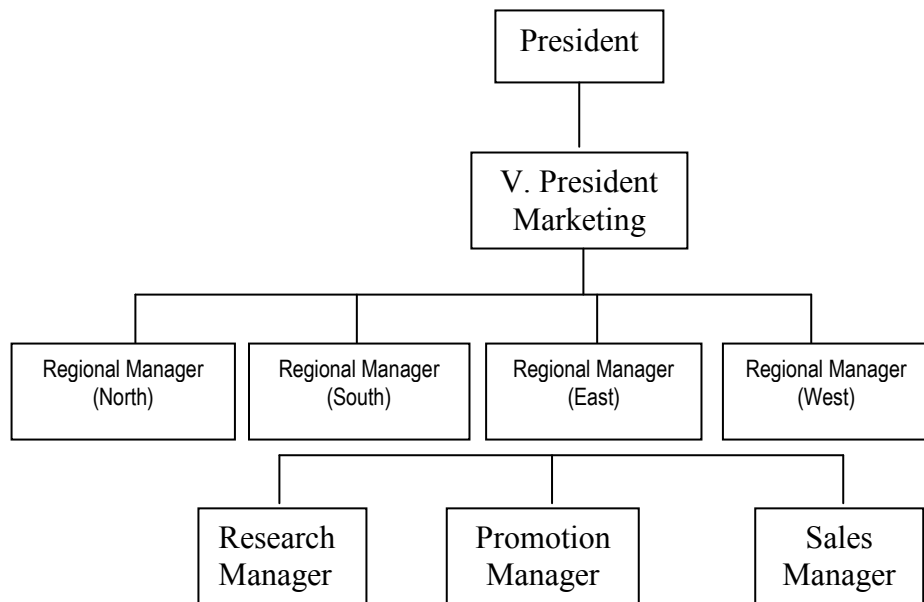 President
V. President
Marketing
Regional Manager
(North)
Regional Manager
(South)
Regional Manager
(East)
Regional Manager
(West)
Research
Manager
Promotion
Manager
Sales
Manager